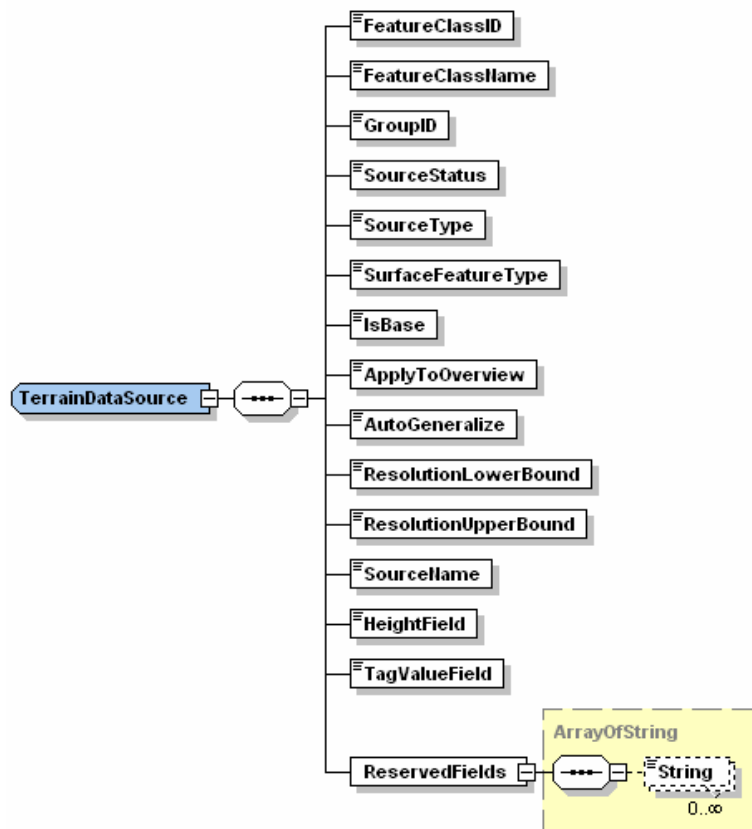 FeatureClassID
FeatureClassName
GroupID
SourceStatus
SourceType
SurfaceFeatureType
IsBase
TerrainDataSource
ApplyToOverview
AutoGeneralize
ResolutionLowerBound
ResolutionUpperBound
SourceName
HeightField
TagValueField
ArrayOfString
ReservedFields
String
0..∞